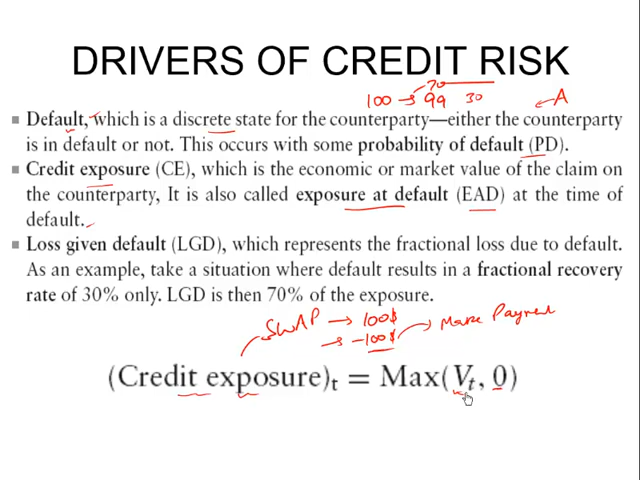 DRIVERS OF CREDIT RISK
70
100 → 99 30 A
Default, which is a discrete state for the counterparty—either the counterparty
is in default or not. This occurs with some probability of default (PD).
Credit exposure (CE), which is the economic or market value of the claim on
the counterparty, It is also called exposure at default (EAD) at the time of
default.
Loss given default (LGD), which represents the fractional loss due to default.
As an example, take a situation where default results in a fractional recovery
rate of 30% only. LGD is then 70% of the exposure.
SWAP → 100$
→ -100$ → Make Payment
(Credit exposure)t = Max(Vt, 0)